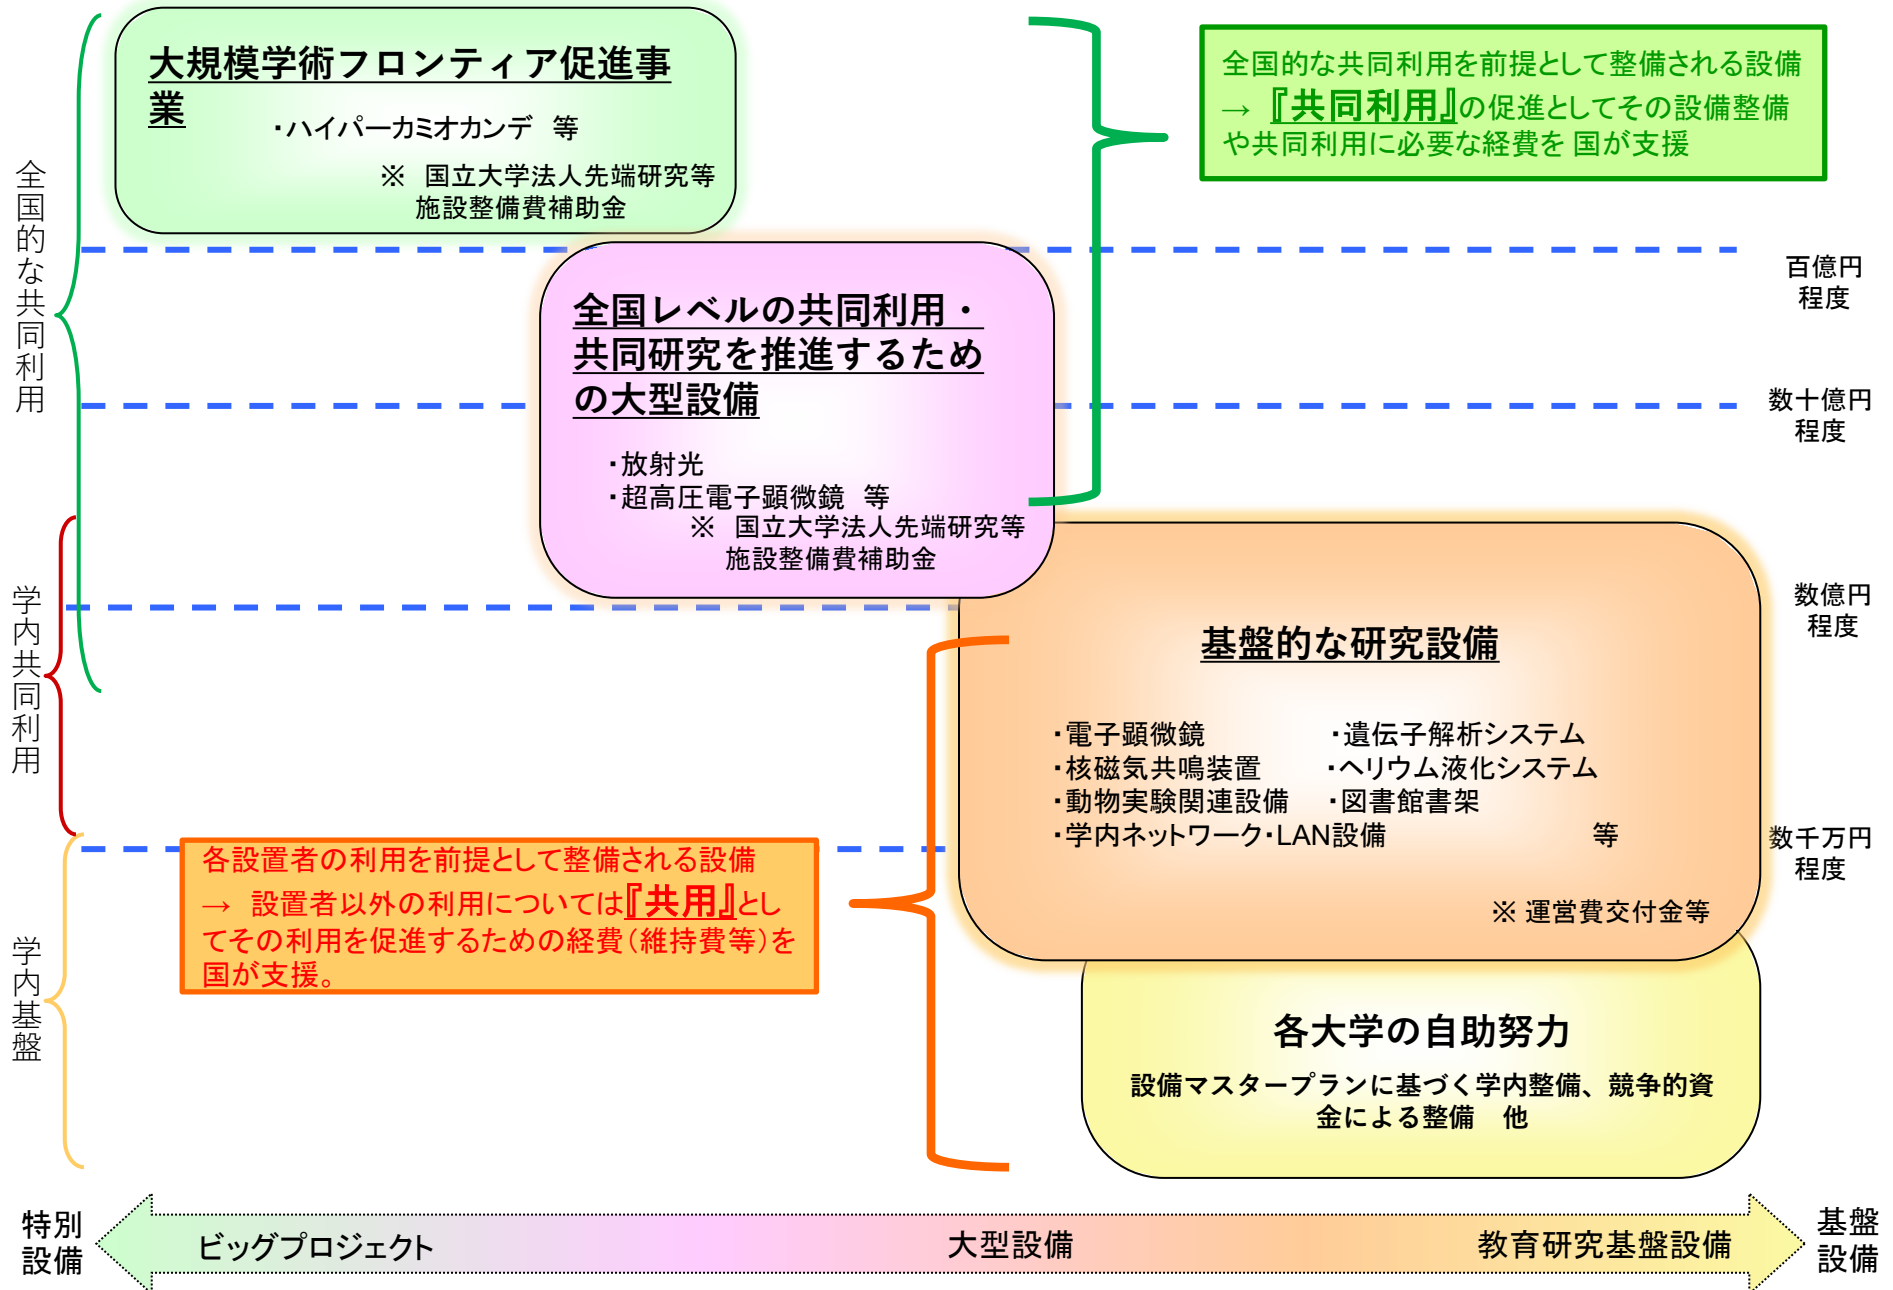 大規模学術フロンティア促進事
業
・ハイパーカミオカンデ　等
※　国立大学法人先端研究等
施設整備費補助金
全国的な共同利用を前提として整備される設備
→ 『共同利用』の促進としてその設備整備
や共同利用に必要な経費を 国が支援
全国的な共同利用
百億円
程度
全国レベルの共同利用・
共同研究を推進するため
の大型設備
・放射光
・超高圧電子顕微鏡　等
※　国立大学法人先端研究等
施設整備費補助金
数十億円
程度
学内共同利用
数億円
程度
基盤的な研究設備
・電子顕微鏡　・遺伝子解析システム
・核磁気共鳴装置　・ヘリウム液化システム
・動物実験関連設備　・図書館書架
・学内ネットワーク・LAN設備　等
※ 運営費交付金等
数千万円
程度
各設置者の利用を前提として整備される設備
→　設置者以外の利用については『共用』とし
てその利用を促進するための経費（維持費等）を
国が支援。
学内基盤
各大学の自助努力
設備マスタープランに基づく学内整備、競争的資
金による整備　他
特別
設備
ビッグプロジェクト
大型設備
教育研究基盤設備
基盤
設備